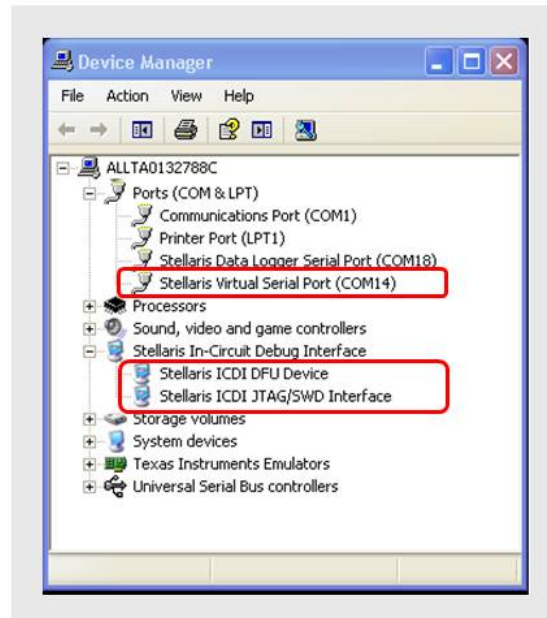 Device Manager
File Action View Help
ALLTA0132788C
Ports (COM & LPT)
Communications Port (COM1)
Printer Port (LPT1)
Stellaris Data Logger Serial Port (COM18)
Stellaris Virtual Serial Port (COM14)
Processors
Sound, video and game controllers
Stellaris In-Circuit Debug Interface
Stellaris ICDI DFU Device
Stellaris ICDI JTAG/SWD Interface
Storage volumes
System devices
Texas Instruments Emulators
Universal Serial Bus controllers